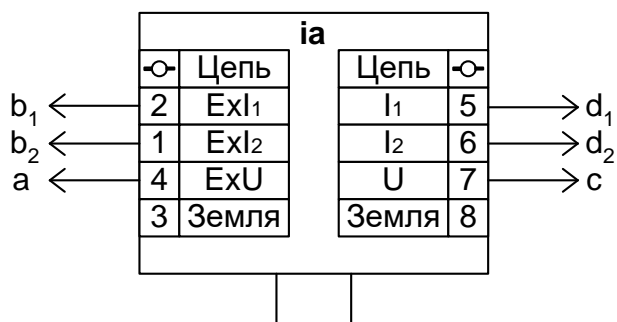 ia
Цепь Цепь
b1 2 ExI1 I1 5 d1
b2 1 ExI2 I2 6 d2
a 4 ExU U 7 c
3 Земля Земля 8